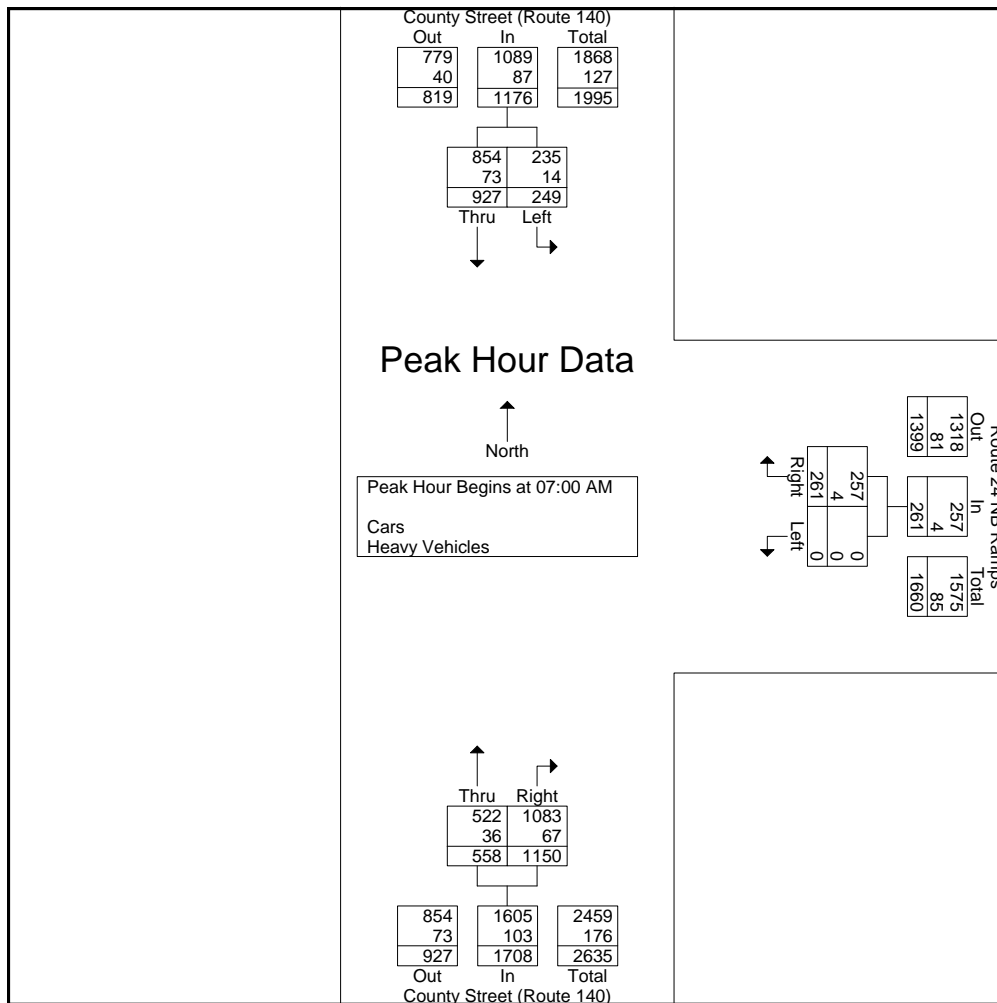 County Street (Route 140)
Out In Total
779 1089 1868
40 87 127
819 1176 1995
854 235
73 14
927 249
Thru Left
Peak Hour Data
North
Peak Hour Begins at 07:00 AM
Cars
Heavy Vehicles
Route 24 NB Ramps
Out In Total
1318 257 1575
81 4 85
1399 261 1660
257 0
4 0
261 0
Right Left
Thru Right
522 1083
36 67
558 1150
854 1605 2459
73 103 176
927 1708 2635
Out In Total
County Street (Route 140)